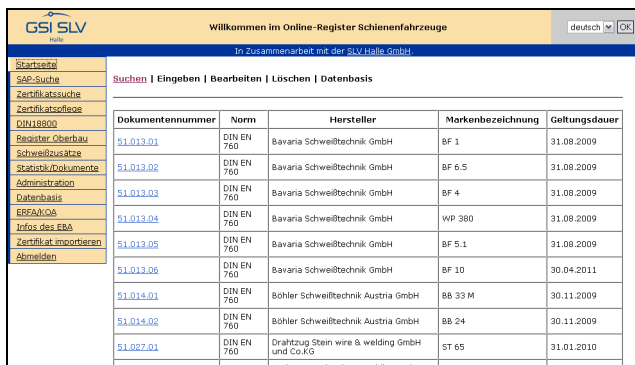 GSI SLV
Halle
Willkommen im Online-Register Schienenfahrzeuge
deutsch OK
In Zusammenarbeit mit der SLV Halle GmbH.
Startseite
SAP-Suche
Zertifikatssuche
Zertifikatspflege
DIN18800
Register Oberbau
Schweißzusätze
Statistik/Dokumente
Administration
Datenbasis
ERFA/KOA
Infos des EBA
Zertifikat importieren
Abmelden
Suchen | Eingeben | Bearbeiten | Löschen | Datenbasis
Dokumentennummer Norm Hersteller Markenbezeichnung Geltungsdauer
51.013.01 DIN EN 760 Bavaria Schweißtechnik GmbH BF 1 31.08.2009
51.013.02 DIN EN 760 Bavaria Schweißtechnik GmbH BF 6.5 31.08.2009
51.013.03 DIN EN 760 Bavaria Schweißtechnik GmbH BF 4 31.08.2009
51.013.04 DIN EN 760 Bavaria Schweißtechnik GmbH WP 380 31.08.2009
51.013.05 DIN EN 760 Bavaria Schweißtechnik GmbH BF 5.1 31.08.2009
51.013.06 DIN EN 760 Bavaria Schweißtechnik GmbH BF 10 30.04.2011
51.014.01 DIN EN 760 Böhler Schweißtechnik Austria GmbH BB 33 M 30.11.2009
51.014.02 DIN EN 760 Böhler Schweißtechnik Austria GmbH BB 24 30.11.2009
51.027.01 DIN EN 760 Drahtzug Stein wire & welding GmbH und Co.KG ST 65 31.01.2010